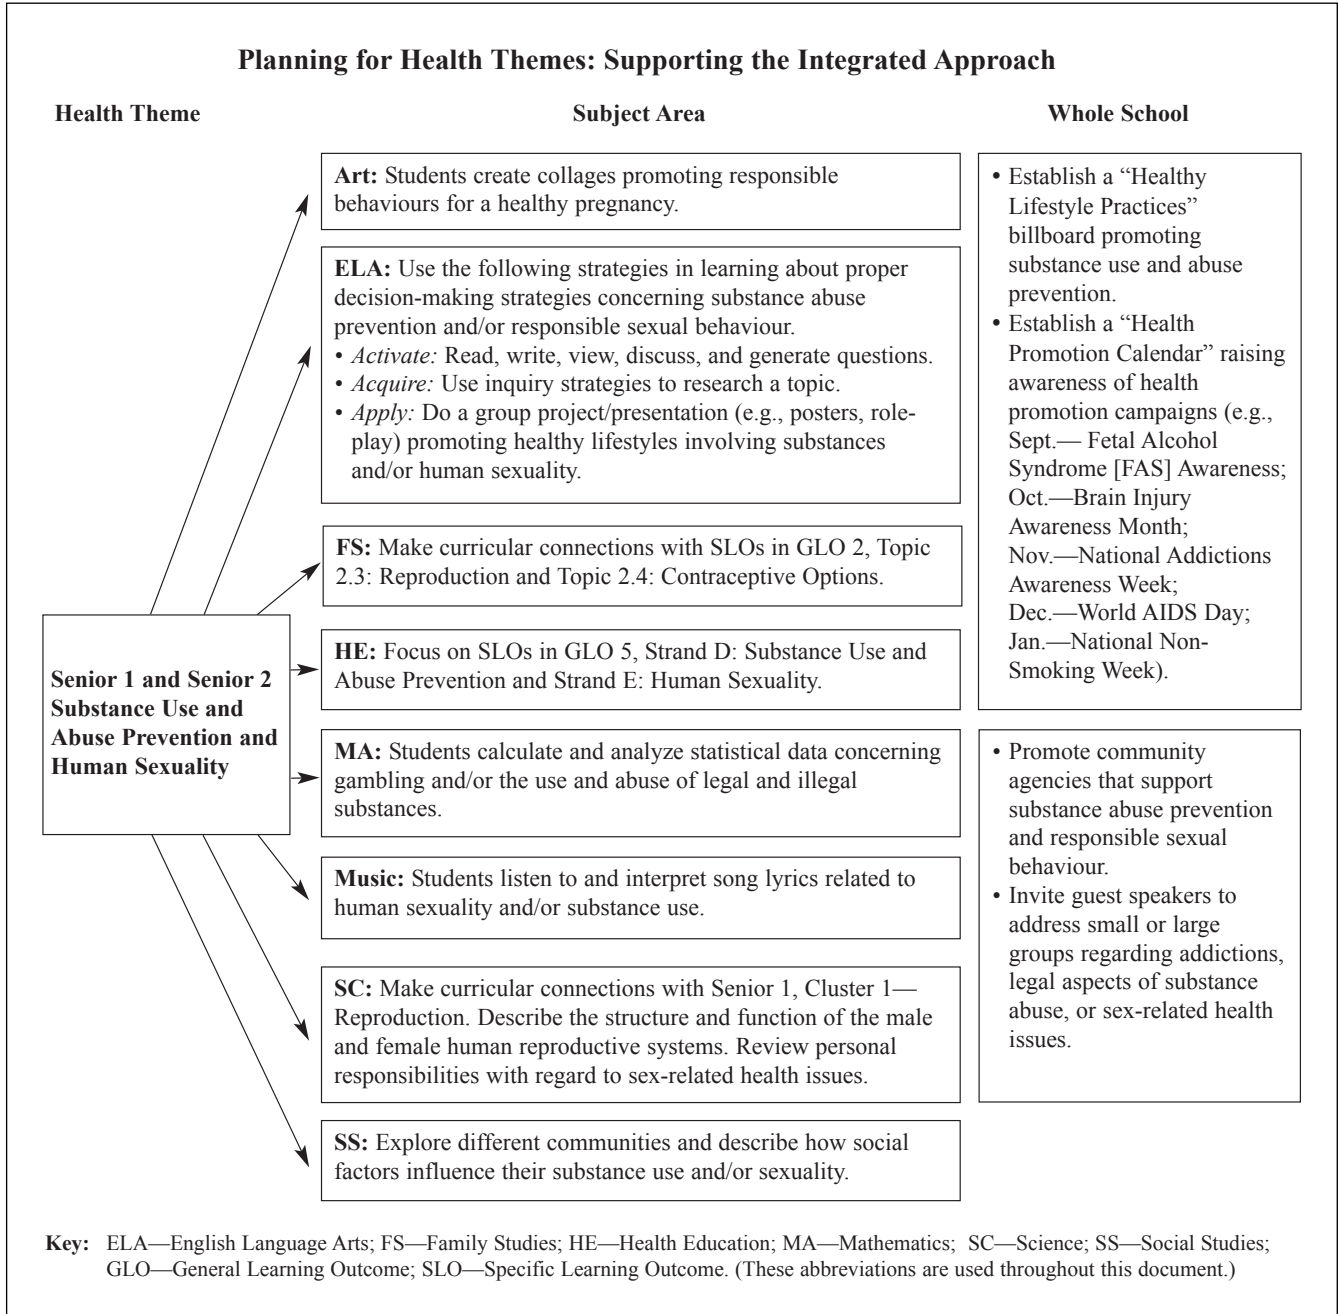 Planning for Health Themes: Supporting the Integrated Approach
Health Theme
Subject Area
Whole School
Senior 1 and Senior 2
Substance Use and
Abuse Prevention and
Human Sexuality
Art: Students create collages promoting responsible
behaviours for a healthy pregnancy.
ELA: Use the following strategies in learning about proper
decision-making strategies concerning substance abuse
prevention and/or responsible sexual behaviour.
• Activate: Read, write, view, discuss, and generate questions.
• Acquire: Use inquiry strategies to research a topic.
• Apply: Do a group project/presentation (e.g., posters, role-
play) promoting healthy lifestyles involving substances
and/or human sexuality.
FS: Make curricular connections with SLOs in GLO 2, Topic
2.3: Reproduction and Topic 2.4: Contraceptive Options.
HE: Focus on SLOs in GLO 5, Strand D: Substance Use and
Abuse Prevention and Strand E: Human Sexuality.
MA: Students calculate and analyze statistical data concerning
gambling and/or the use and abuse of legal and illegal
substances.
Music: Students listen to and interpret song lyrics related to
human sexuality and/or substance use.
SC: Make curricular connections with Senior 1, Cluster 1—
Reproduction. Describe the structure and function of the male
and female human reproductive systems. Review personal
responsibilities with regard to sex-related health issues.
SS: Explore different communities and describe how social
factors influence their substance use and/or sexuality.
• Establish a “Healthy
Lifestyle Practices”
billboard promoting
substance use and abuse
prevention.
• Establish a “Health
Promotion Calendar” raising
awareness of health
promotion campaigns (e.g.,
Sept.— Fetal Alcohol
Syndrome [FAS] Awareness;
Oct.—Brain Injury
Awareness Month;
Nov.—National Addictions
Awareness Week;
Dec.—World AIDS Day;
Jan.—National Non-
Smoking Week).
• Promote community
agencies that support
substance abuse prevention
and responsible sexual
behaviour.
• Invite guest speakers to
address small or large
groups regarding addictions,
legal aspects of substance
abuse, or sex-related health
issues.
Key: ELA—English Language Arts; FS—Family Studies; HE—Health Education; MA—Mathematics; SC—Science; SS—Social Studies;
GLO—General Learning Outcome; SLO—Specific Learning Outcome. (These abbreviations are used throughout this document.)